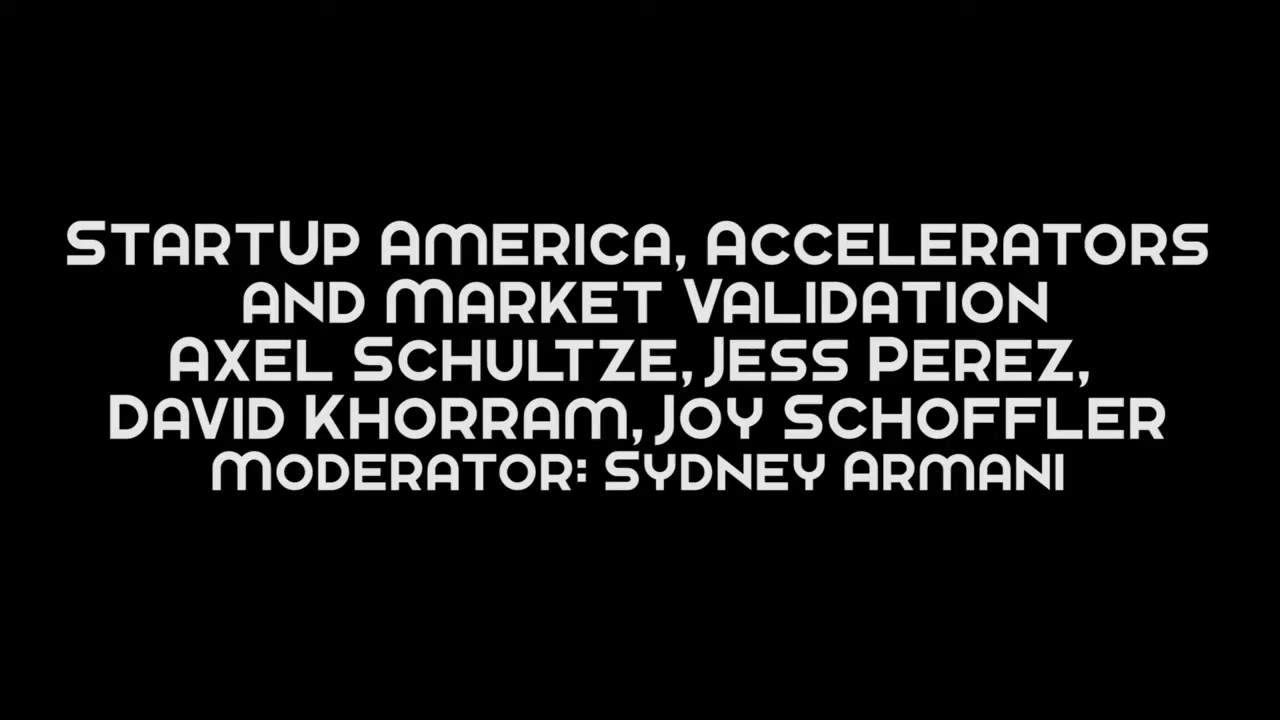 StartUp America, Accelerators
and Market Validation
Axel Schultze, Jess Perez,
David Khorram, Joy Schoffler
Moderator: Sydney Armani